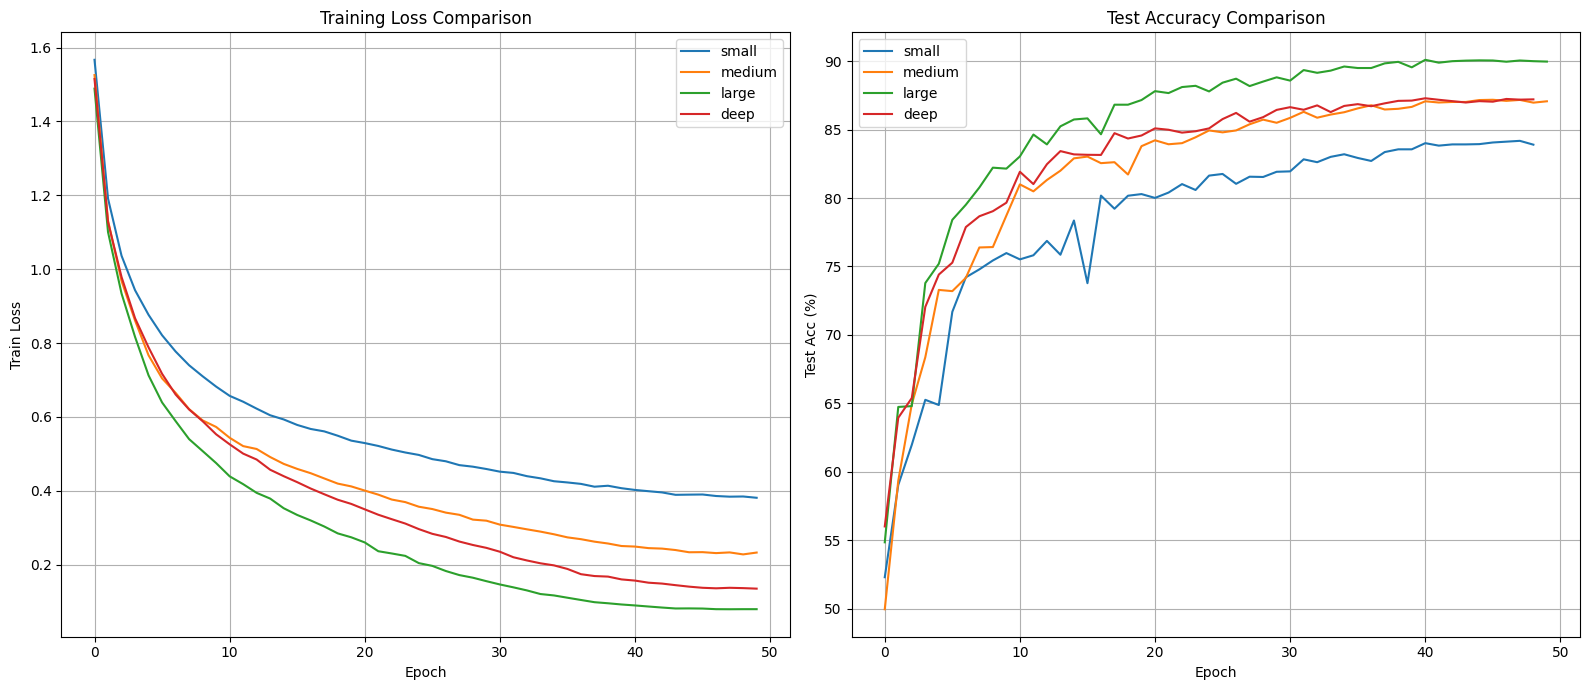 Training Loss Comparison
1.6
1.4
1.2
1.0
0.8
0.6
0.4
0.2
Train Loss
0 10 20 30 40 50
Epoch
small
medium
large
deep
Test Accuracy Comparison
90
85
80
75
70
65
60
55
50
Test Acc (%)
0 10 20 30 40 50
Epoch
small
medium
large
deep